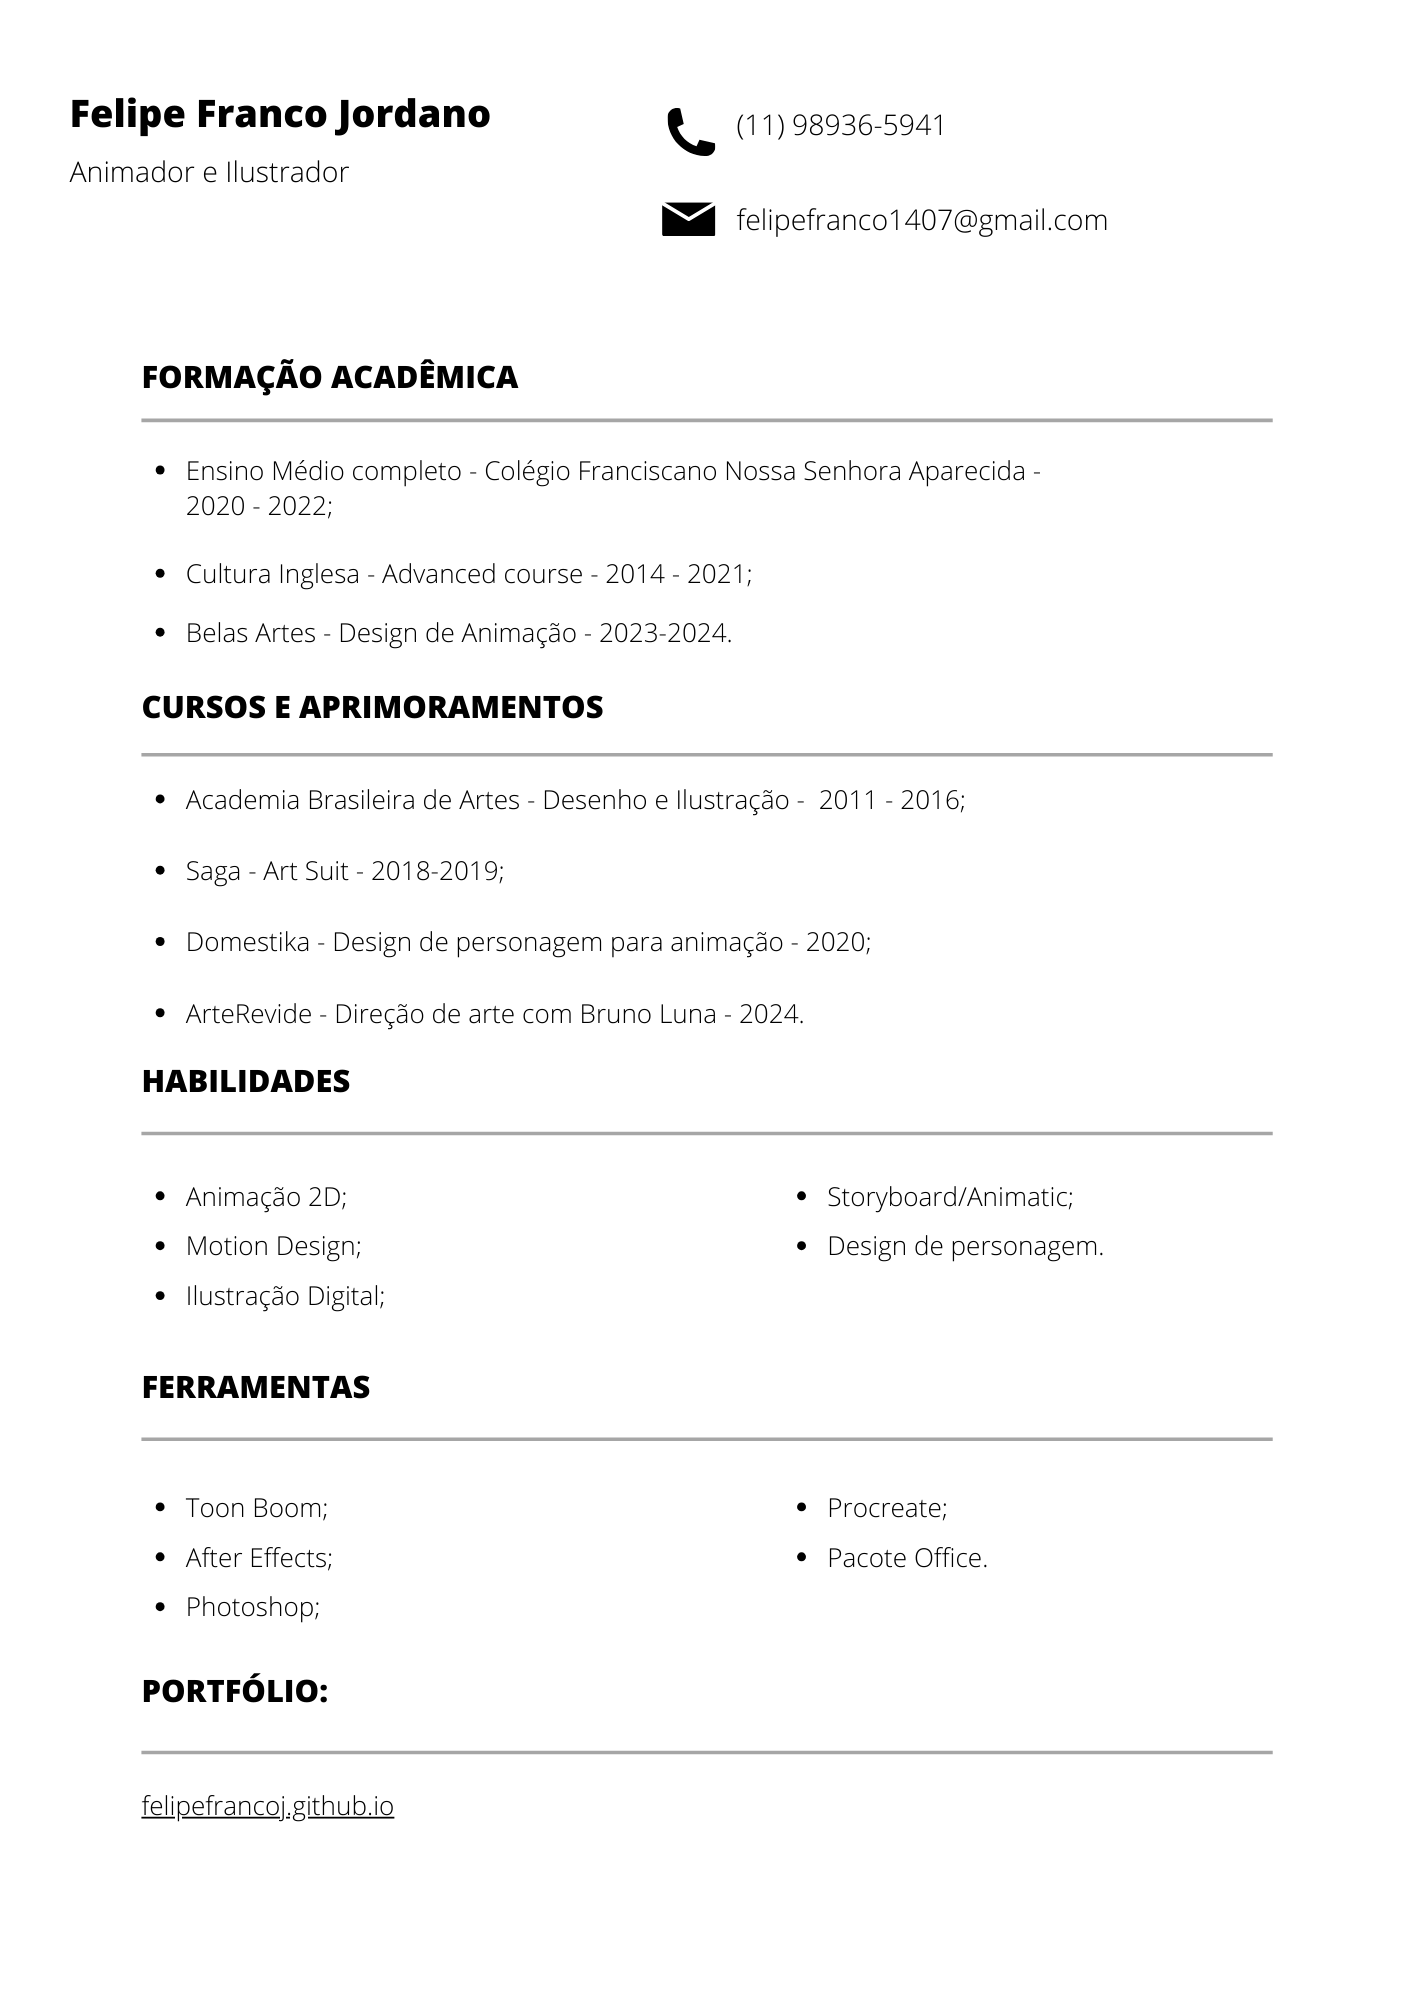 Felipe Franco Jordano
Animador e Ilustrador
(11) 98936-5941
felipefranco1407@gmail.com
FORMAÇÃO ACADÊMICA
• Ensino Médio completo - Colégio Franciscano Nossa Senhora Aparecida -
2020 - 2022;
• Cultura Inglesa - Advanced course - 2014 - 2021;
• Belas Artes - Design de Animação - 2023-2024.
CURSOS E APRIMORAMENTOS
• Academia Brasileira de Artes - Desenho e Ilustração -  2011 - 2016;
• Saga - Art Suit - 2018-2019;
• Domestika - Design de personagem para animação - 2020;
• ArteRevide - Direção de arte com Bruno Luna - 2024.
HABILIDADES
• Animação 2D;
• Motion Design;
• Ilustração Digital;
• Storyboard/Animatic;
• Design de personagem.
FERRAMENTAS
• Toon Boom;
• After Effects;
• Photoshop;
• Procreate;
• Pacote Office.
PORTFÓLIO:
felipefrancoj.github.io